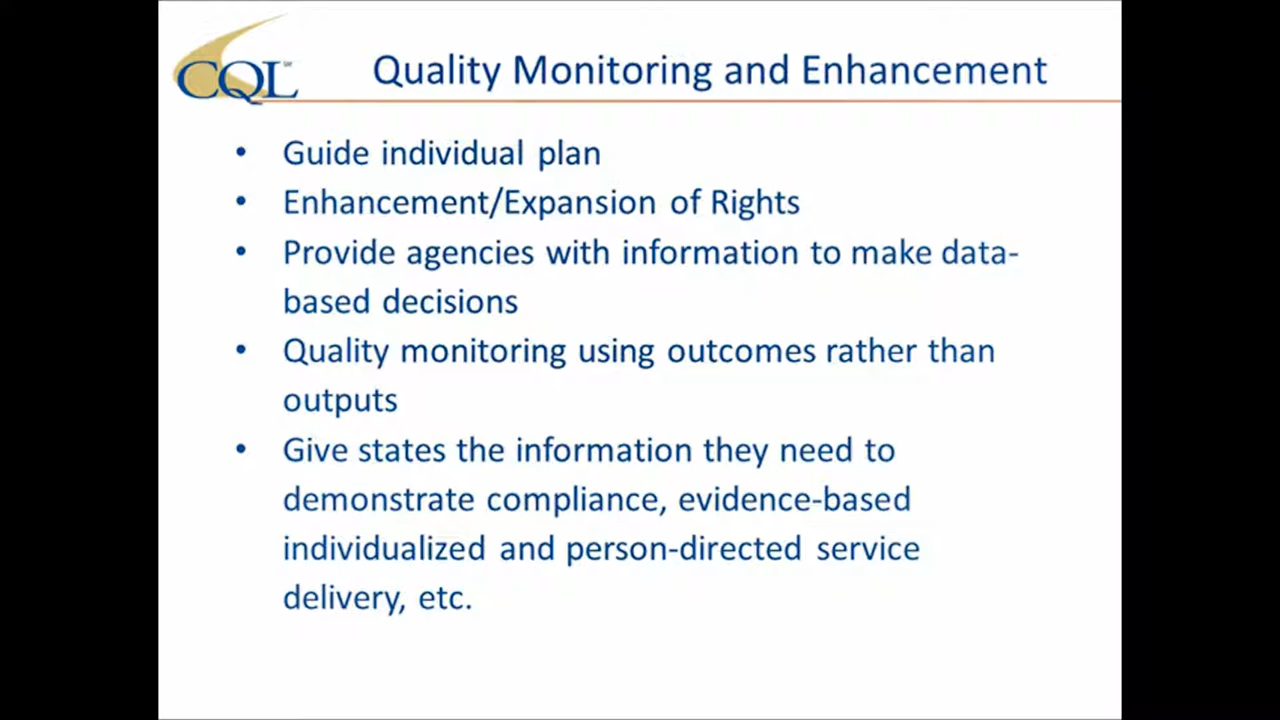 CQL
Quality Monitoring and Enhancement
• Guide individual plan
• Enhancement/Expansion of Rights
• Provide agencies with information to make data-
based decisions
• Quality monitoring using outcomes rather than
outputs
• Give states the information they need to
demonstrate compliance, evidence-based
individualized and person-directed service
delivery, etc.